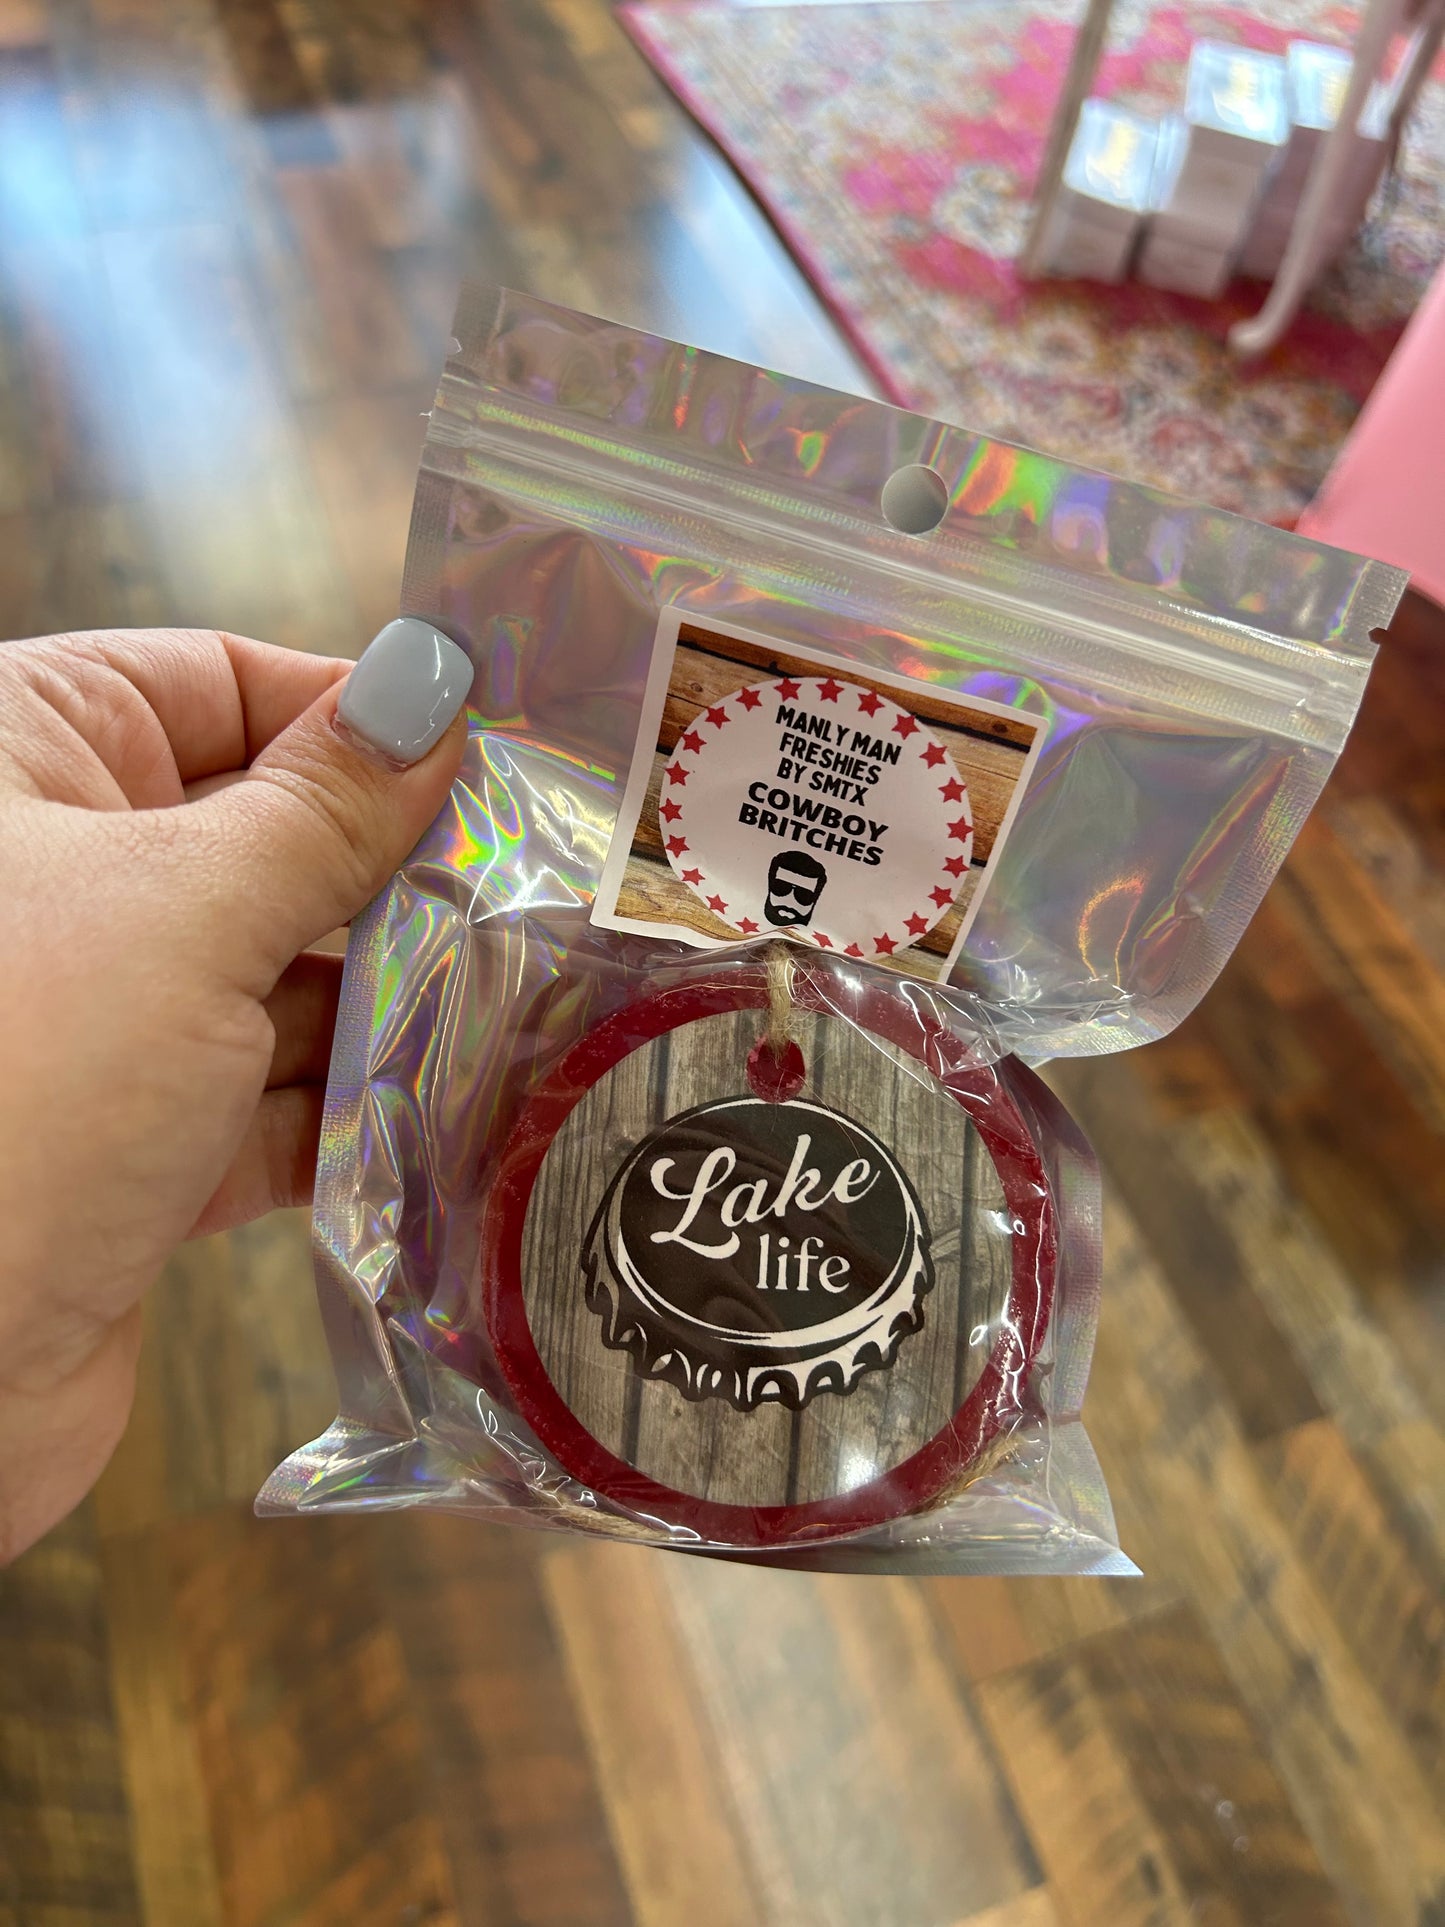 MANLY MAN
FRESHIES
BY SMTX
COWBOY
BRITCHES
Lake
life